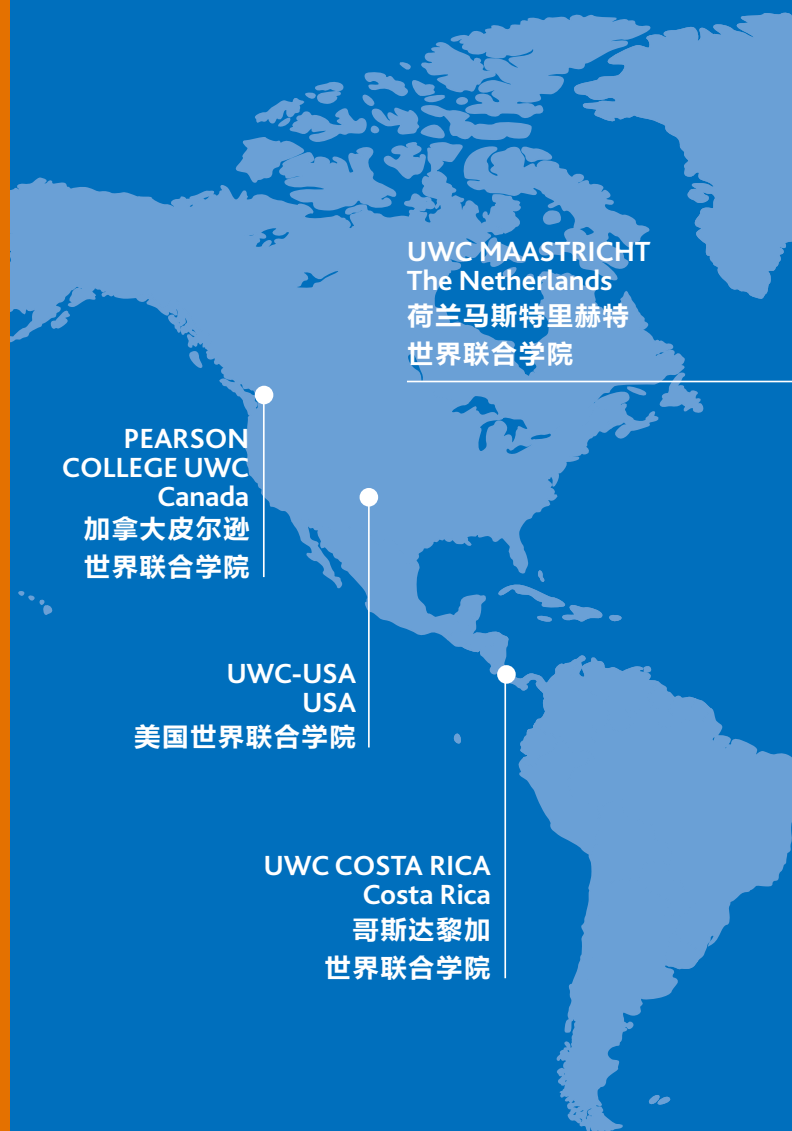 UWC MAASTRICHT
The Netherlands
荷兰马斯特里赫特
世界联合学院
PEARSON
COLLEGE UWC
Canada
加拿大皮尔逊
世界联合学院
UWC-USA
USA
美国世界联合学院
UWC COSTA RICA
Costa Rica
哥斯达黎加
世界联合学院